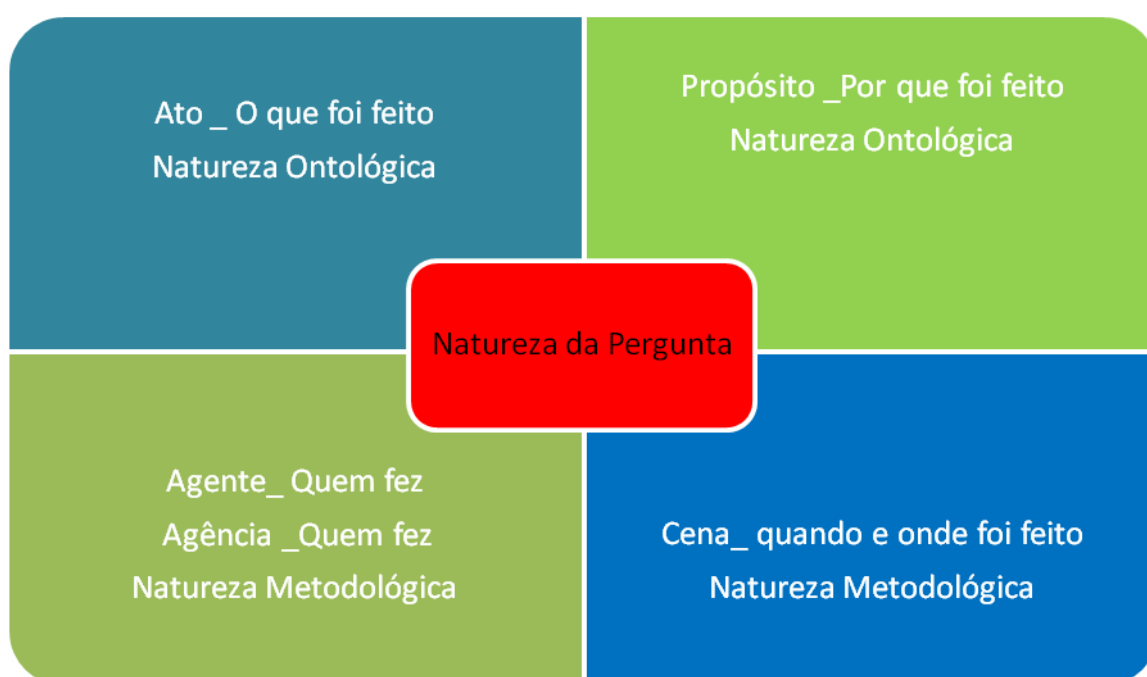 Ato _ O que foi feito
Natureza Ontológica
Propósito _Por que foi feito
Natureza Ontológica
Natureza da Pergunta
Agente_ Quem fez
Agência _Quem fez
Natureza Metodológica
Cena_ quando e onde foi feito
Natureza Metodológica